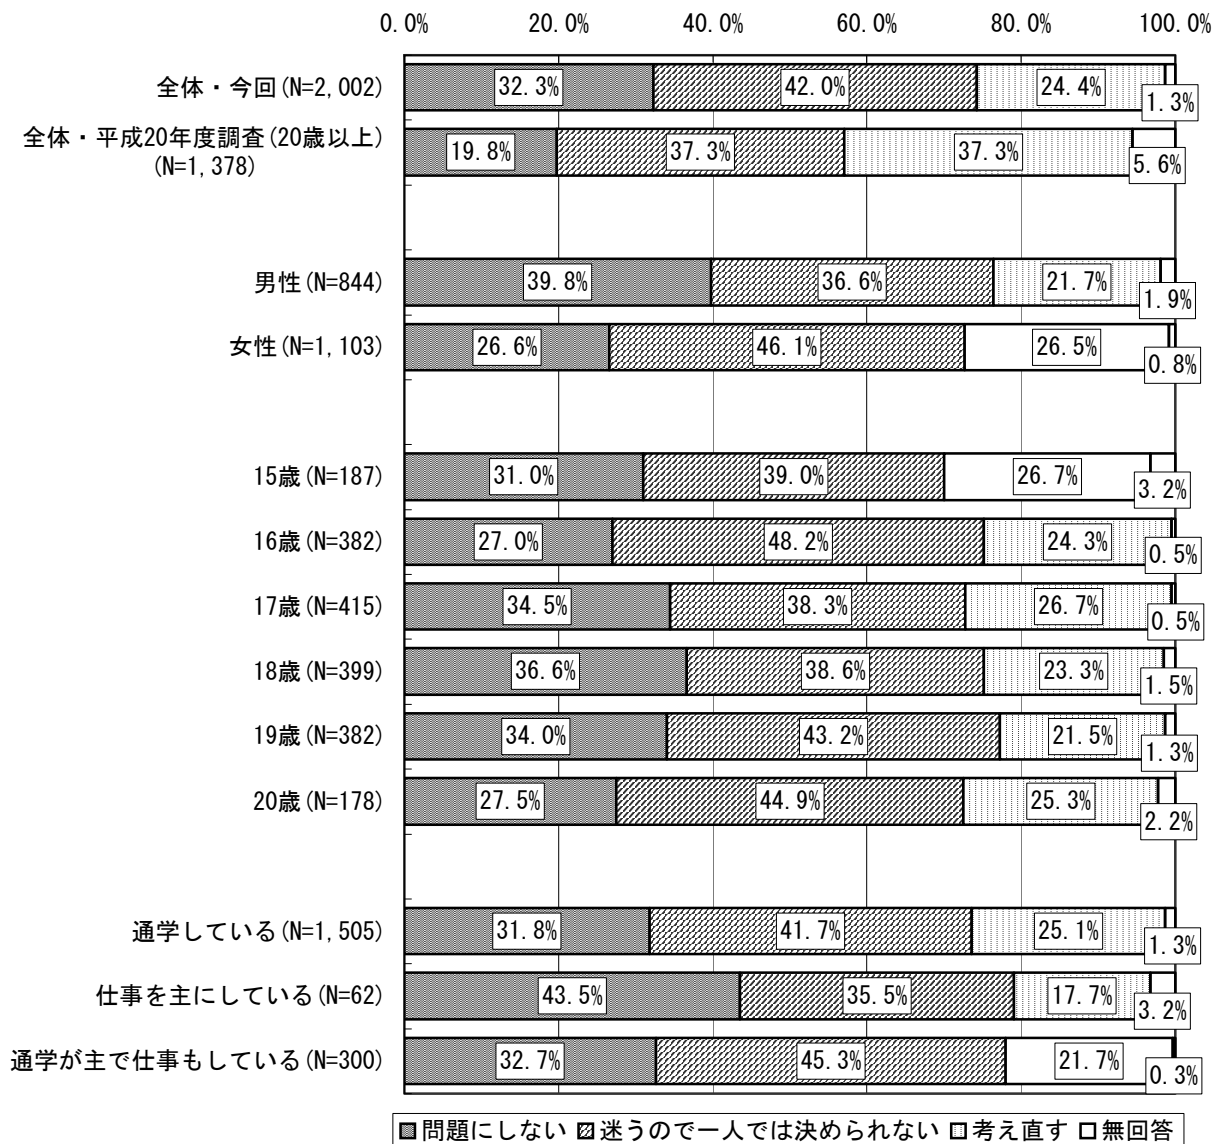 0.0% 20.0% 40.0% 60.0% 80.0% 100.0%
全体・今回(N=2,002) 32.3% 42.0% 24.4% 1.3%
全体・平成20年度調査(20歳以上)
(N=1,378) 19.8% 37.3% 37.3% 5.6%
男性(N=844) 39.8% 36.6% 21.7% 1.9%
女性(N=1,103) 26.6% 46.1% 26.5% 0.8%
15歳(N=187) 31.0% 39.0% 26.7% 3.2%
16歳(N=382) 27.0% 48.2% 24.3% 0.5%
17歳(N=415) 34.5% 38.3% 26.7% 0.5%
18歳(N=399) 36.6% 38.6% 23.3% 1.5%
19歳(N=382) 34.0% 43.2% 21.5% 1.3%
20歳(N=178) 27.5% 44.9% 25.3% 2.2%
通学している(N=1,505) 31.8% 41.7% 25.1% 1.3%
仕事を主にしている(N=62) 43.5% 35.5% 17.7% 3.2%
通学が主で仕事もしている(N=300) 32.7% 45.3% 21.7% 0.3%
問題にしない 迷うので一人では決められない 考え直す 無回答